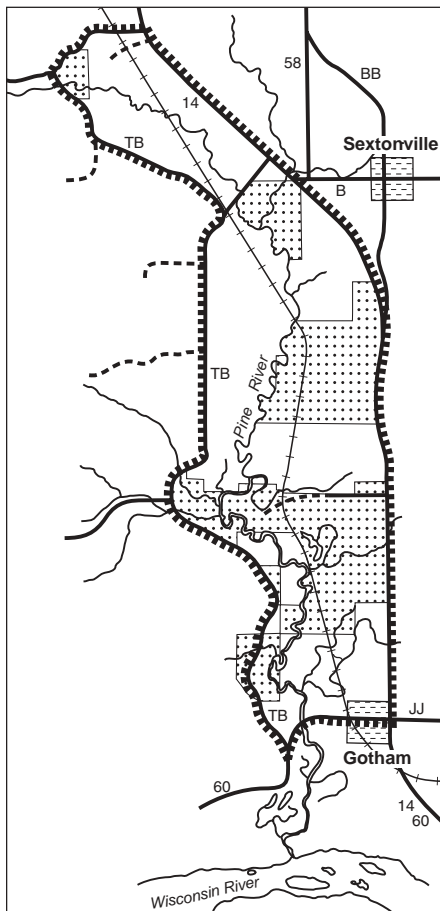 58
BB
14
Sextonville
TB
B
TB
Pine River
JJ
TB
Gotham
60
14
60
Wisconsin River